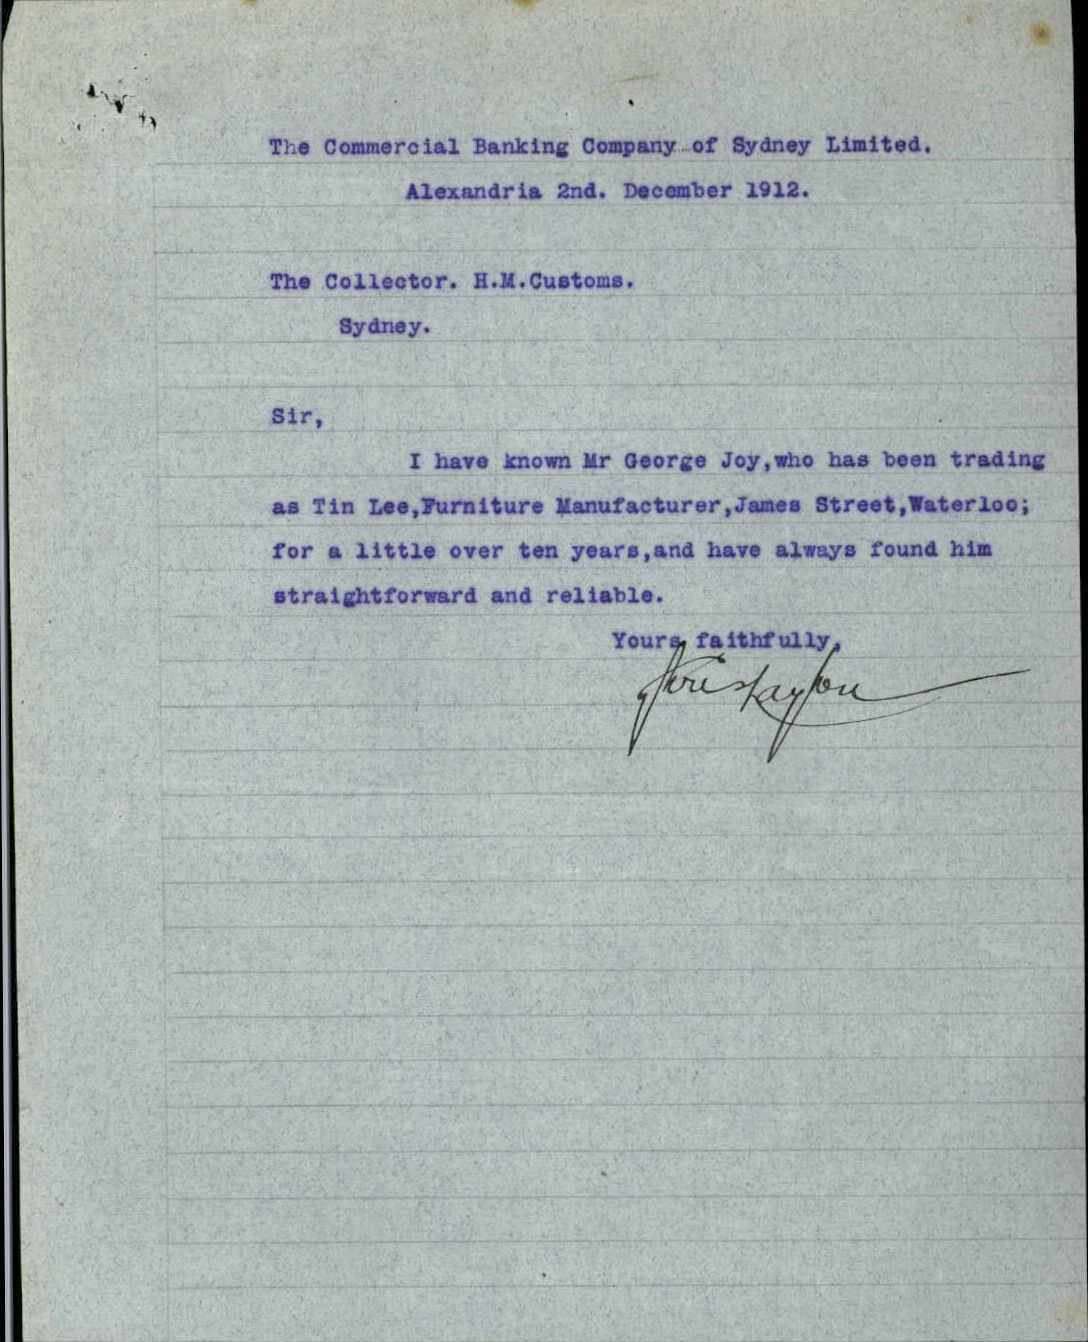 The Commercial Banking Company of Sydney Limited.
Alexandria 2nd. December 1912.
The Collector. H.M.Customs.
Sydney.
Sir,
I have known Mr George Joy,who has been trading
as Tin Lee,Furniture Manufacturer,James Street,Waterloo;
for a little over ten years,and have always found him
straightforward and reliable.
Yours faithfully,